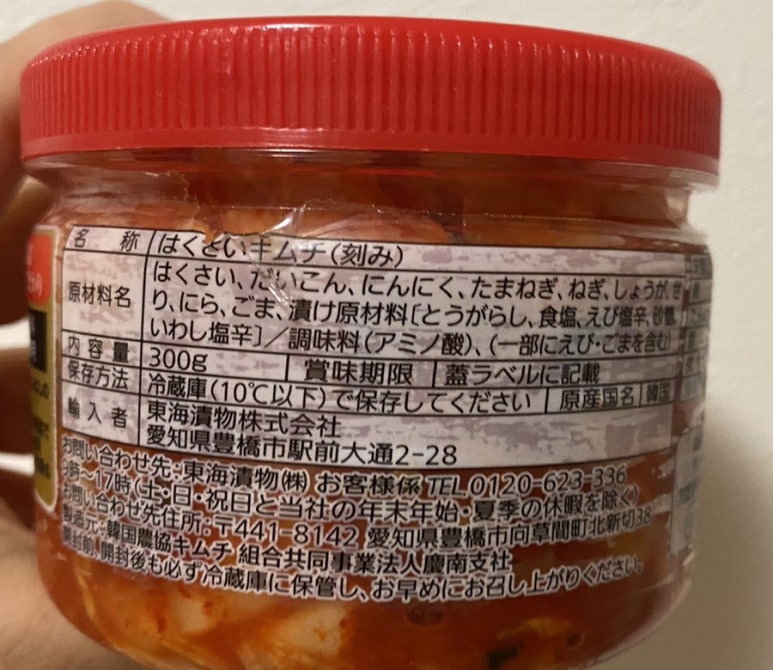 名称 はくさいキムチ(刻み)
原材料名 はくさい、だいこん、にんにく、たまねぎ、ねぎ、しょうが、せ
り、にら、ごま、漬け原材料[とうがらし、食塩、えび塩辛、砂糖、
いわし塩辛]/調味料(アミノ酸)、(一部にえび・ごまを含む)
内容量 300g 賞味期限 蓋ラベルに記載
保存方法 冷蔵庫(10℃以下)で保存してください 原産国名 韓国
輸入者 東海漬物株式会社
愛知県豊橋市駅前大通2-28
お問い合わせ先:東海漬物(株) お客様係 TEL 0120-623-336
9時~17時(土・日・祝日と当社の年末年始・夏季の休暇を除く)
お問い合わせ先住所:〒441-8142 愛知県豊橋市向草間町北新切38
製造元:韓国農協キムチ 組合共同事業法人慶南支社
開封前、開封後も必ず冷蔵庫に保管し、お早めにお召し上がりください。